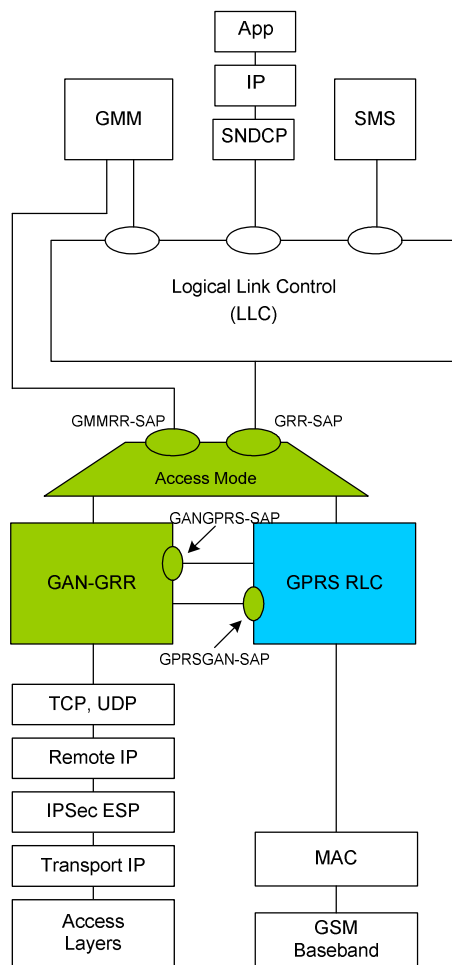 App
GMM
IP
SMS
SNDCP
Logical Link Control
(LLC)
GMMRR-SAP
GRR-SAP
Access Mode
GANGPRS-SAP
GAN-GRR
GPRS RLC
GPRSGAN-SAP
TCP, UDP
Remote IP
IPSec ESP
Transport IP
MAC
Access
Layers
GSM
Baseband